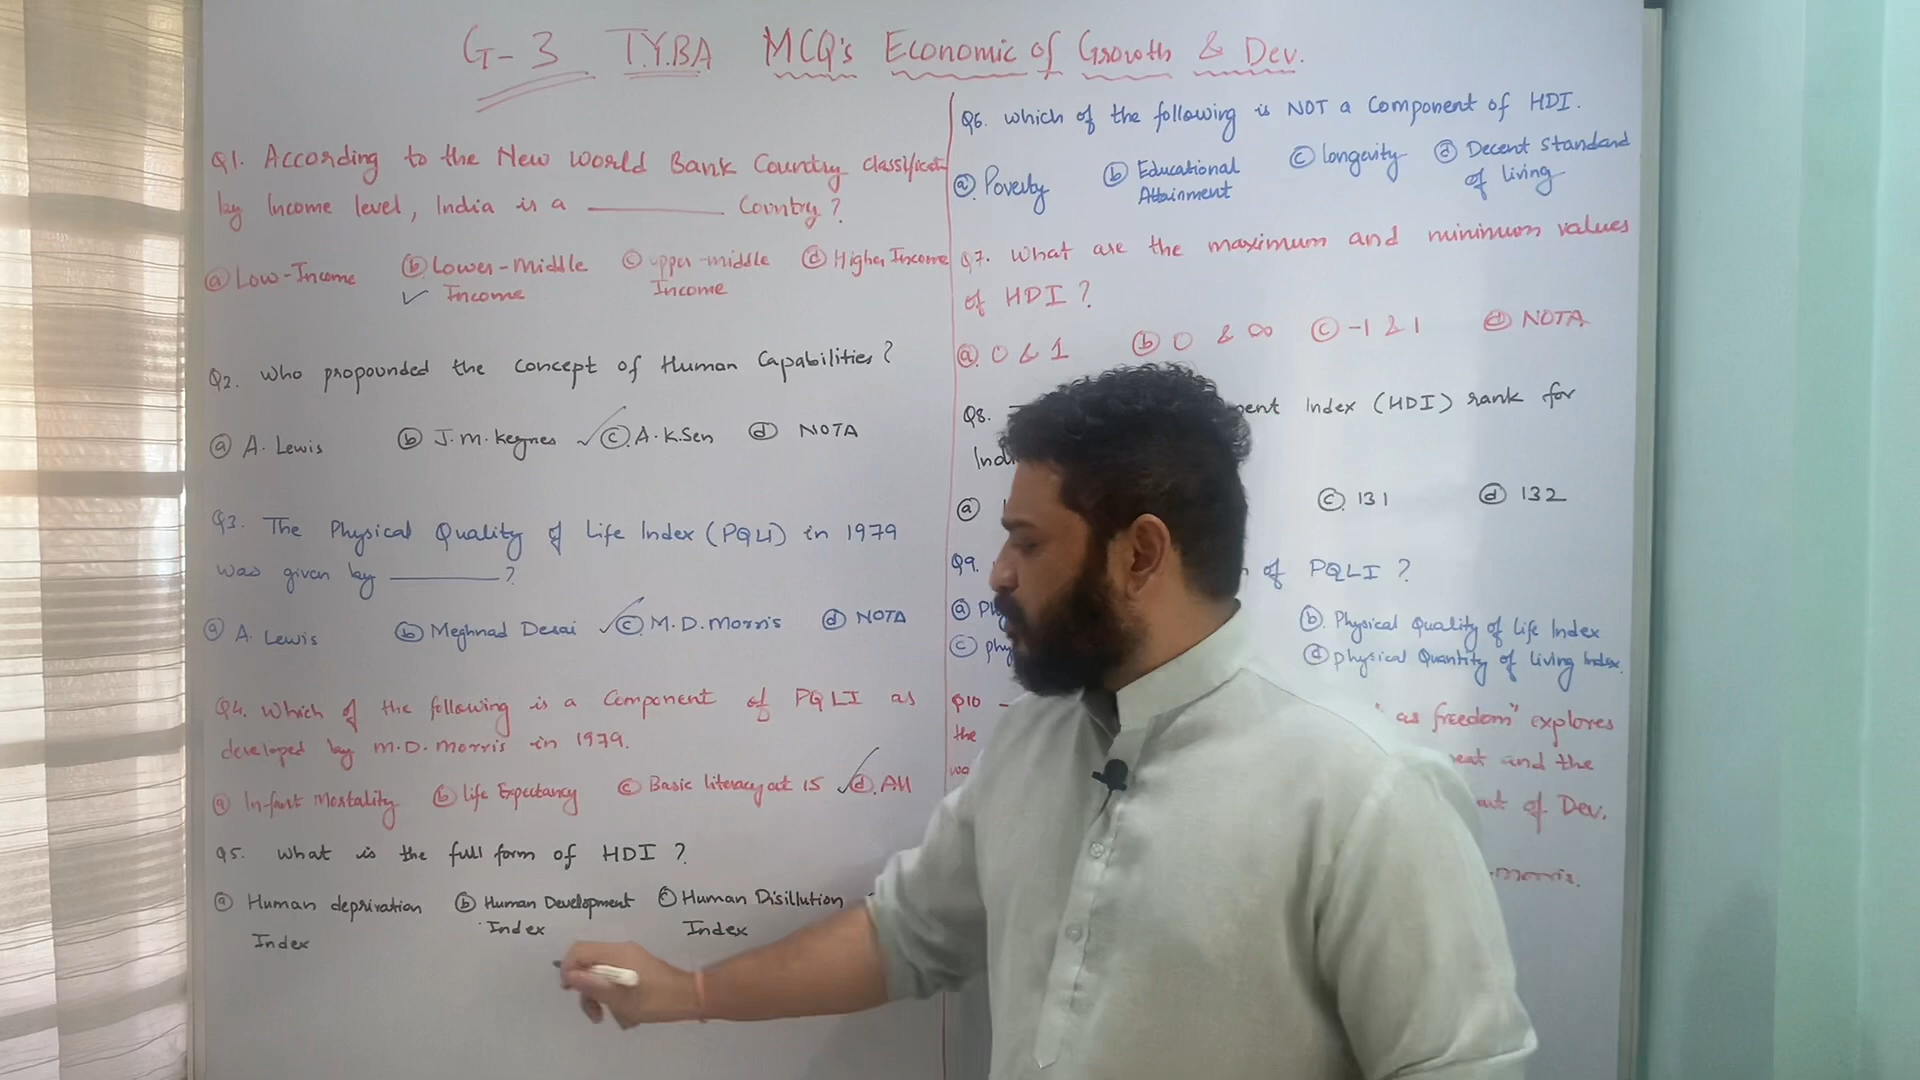 G-3 T.Y.BA MCQ's Economic of Growth & Dev.
Q1. According to the New World Bank Country classificati
by Income level, India is a ________ Country?
(a) Low-Income (b) Lower-Middle Income (c) upper-middle Income (d) Higher Income
Q2. Who propounded the concept of Human Capabilities?
(a) A. Lewis (b) J.M.Keynes (c) A.K.Sen (d) NOTA
Q3. The Physical Quality of Life Index (PQLI) in 1979
was given by ________?
(a) A. Lewis (b) Meghnad Desai (c) M.D.Morris (d) NOTA
Q4. Which of the following is a Component of PQLI as
developed by M.D.Morris in 1979.
(a) Infant Mortality (b) life Expectancy (c) Basic literacy at 15 (d) All
Q5. What is the full form of HDI?
(a) Human deprivation Index (b) Human Development Index (c) Human Disillution Index
Q6. Which of the following is NOT a Component of HDI.
(a) Poverty (b) Educational Attainment (c) longevity (d) Decent Standard of living
Q7. What are the maximum and minimum values
of HDI?
(a) 0 & 1 (b) 0 & ∞ (c) -1 & 1 (d) NOTA
Q8. Index (HDI) rank for
(a) (c) 131 (d) 132
Q9. of PQLI?
(a) (b) Physical Quality of Life Index
(c) (d) Physical Quantity of living Index
Q10 as freedom" explores
the and the
of Dev.
Morris.